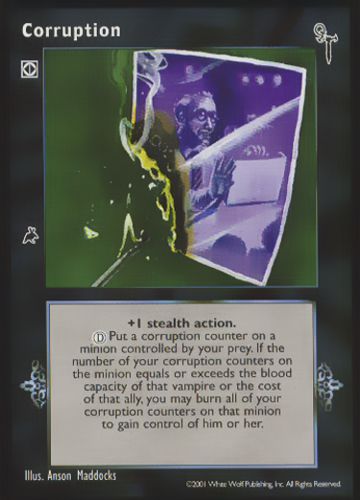 Corruption
+1 stealth action.
Ⓓ Put a corruption counter on a
minion controlled by your prey. If the
number of your corruption counters on
the minion equals or exceeds the blood
capacity of that vampire or the cost
of that ally, you may burn all of
your corruption counters on that minion
to gain control of him or her.
Illus. Anson Maddocks
©2001 White Wolf Publishing, Inc. All Rights Reserved.